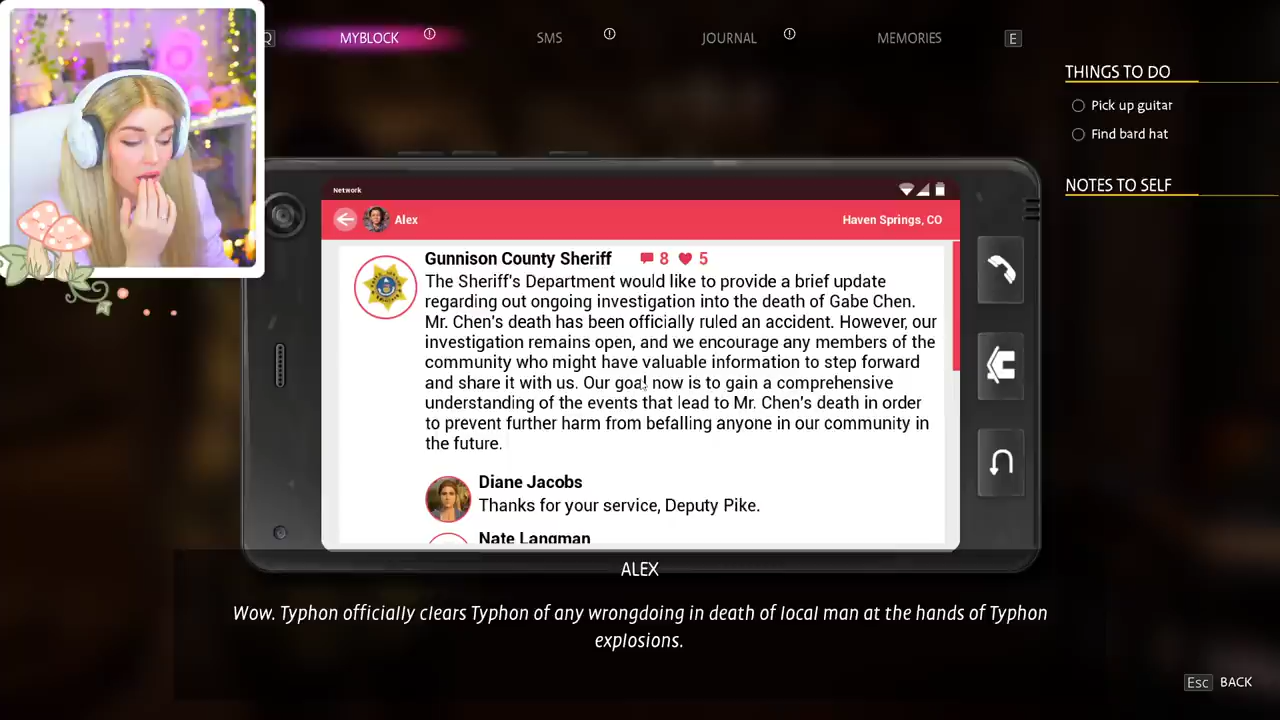 Q MYBLOCK SMS JOURNAL MEMORIES E
THINGS TO DO
Pick up guitar
Find bard hat
NOTES TO SELF
Network
Alex Haven Springs, CO
Gunnison County Sheriff 8 5
The Sheriff's Department would like to provide a brief update
regarding out ongoing investigation into the death of Gabe Chen.
Mr. Chen's death has been officially ruled an accident. However, our
investigation remains open, and we encourage any members of the
community who might have valuable information to step forward
and share it with us. Our goal now is to gain a comprehensive
understanding of the events that lead to Mr. Chen's death in order
to prevent further harm from befalling anyone in our community in
the future.
Diane Jacobs
Thanks for your service, Deputy Pike.
Nate Langman
ALEX
Wow. Typhon officially clears Typhon of any wrongdoing in death of local man at the hands of Typhon
explosions.
Esc BACK